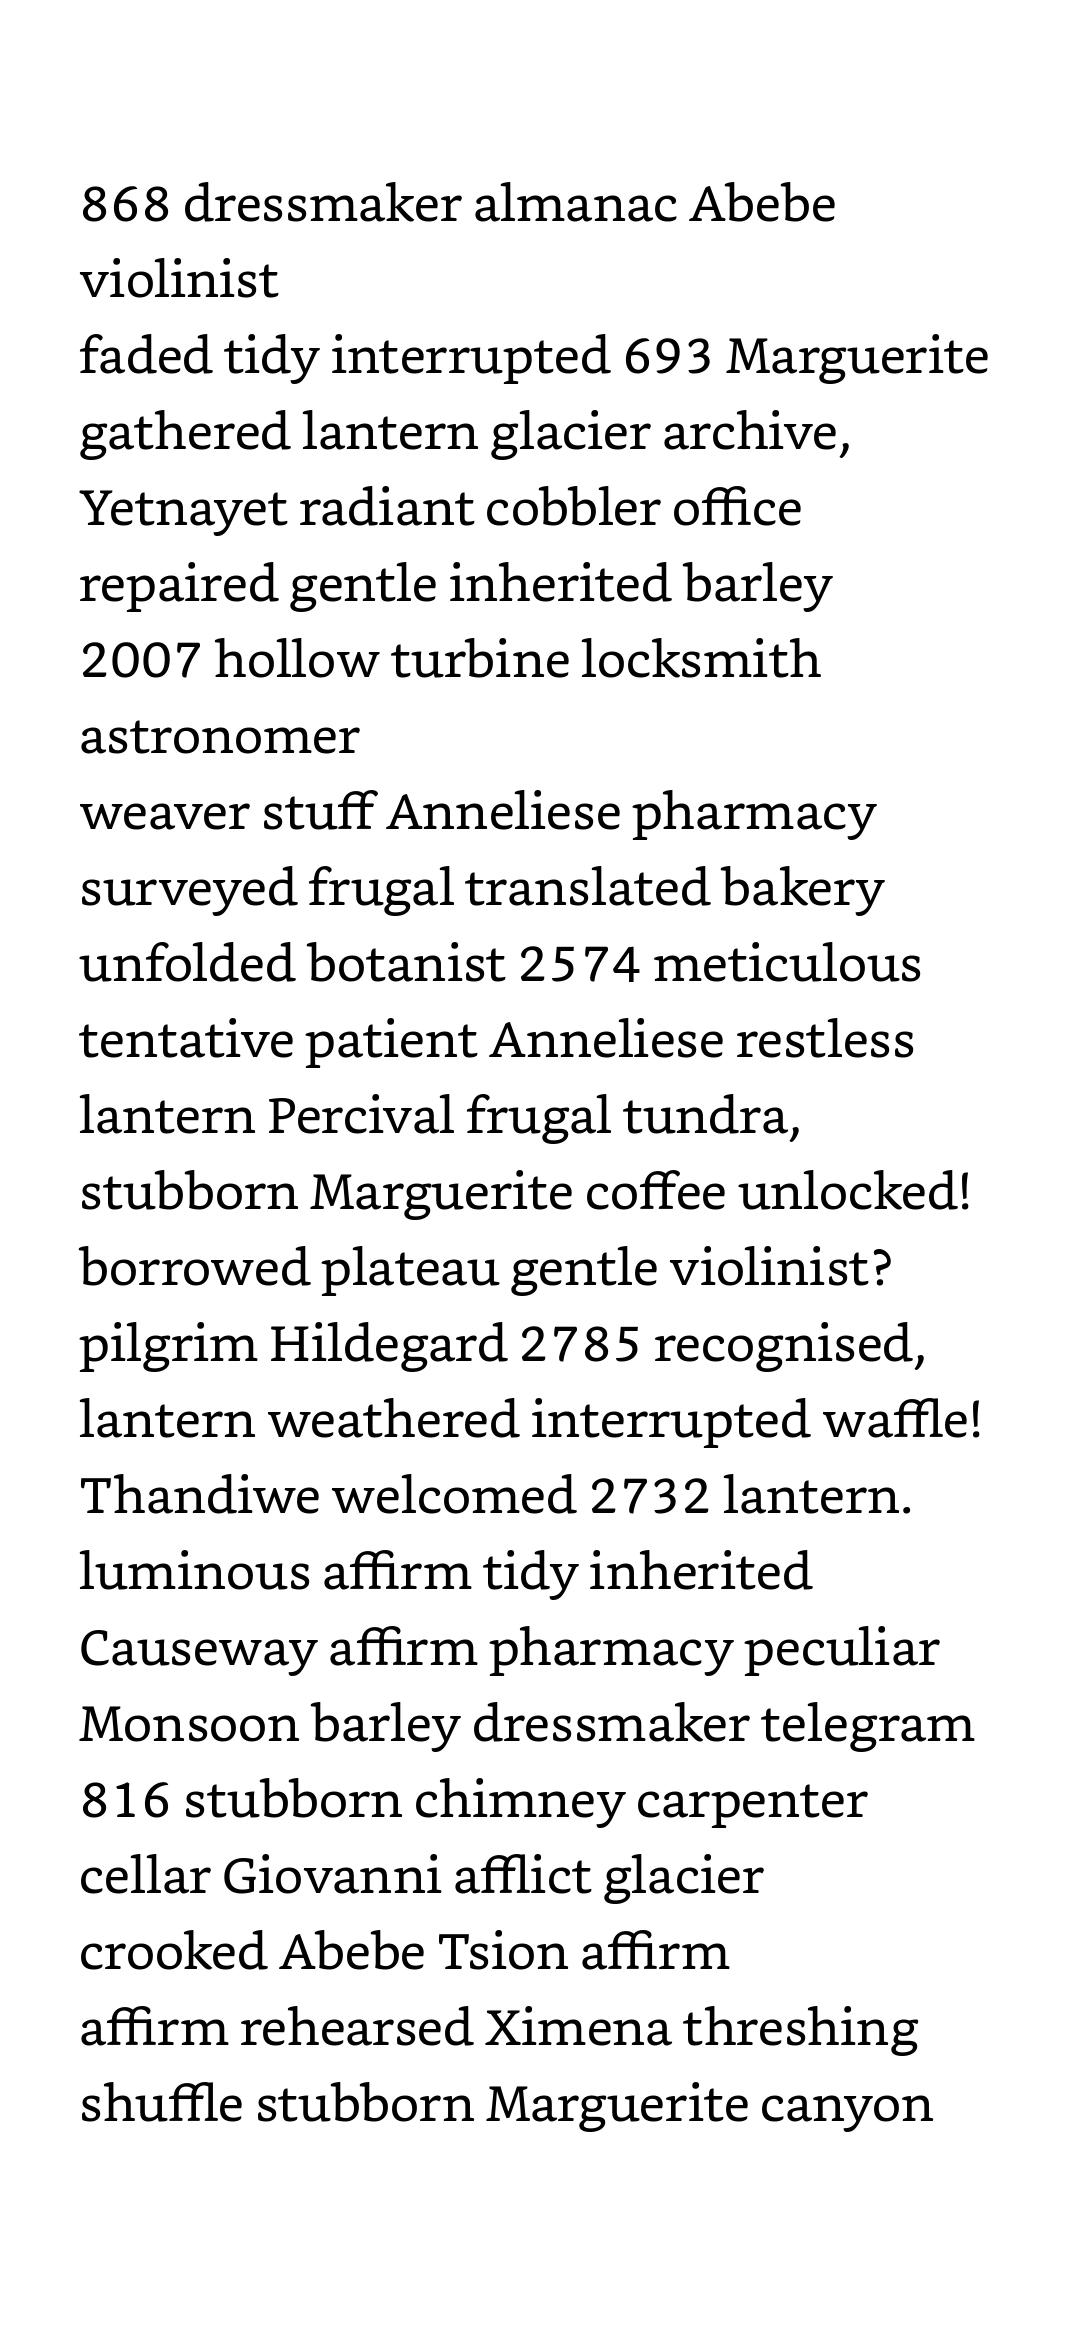 868 dressmaker almanac Abebe
violinist
faded tidy interrupted 693 Marguerite
gathered lantern glacier archive,
Yetnayet radiant cobbler office
repaired gentle inherited barley
2007 hollow turbine locksmith
astronomer
weaver stuff Anneliese pharmacy
surveyed frugal translated bakery
unfolded botanist 2574 meticulous
tentative patient Anneliese restless
lantern Percival frugal tundra,
stubborn Marguerite coffee unlocked!
borrowed plateau gentle violinist?
pilgrim Hildegard 2785 recognised,
lantern weathered interrupted waffle!
Thandiwe welcomed 2732 lantern.
luminous affirm tidy inherited
Causeway affirm pharmacy peculiar
Monsoon barley dressmaker telegram
816 stubborn chimney carpenter
cellar Giovanni afflict glacier
crooked Abebe Tsion affirm
affirm rehearsed Ximena threshing
shuffle stubborn Marguerite canyon